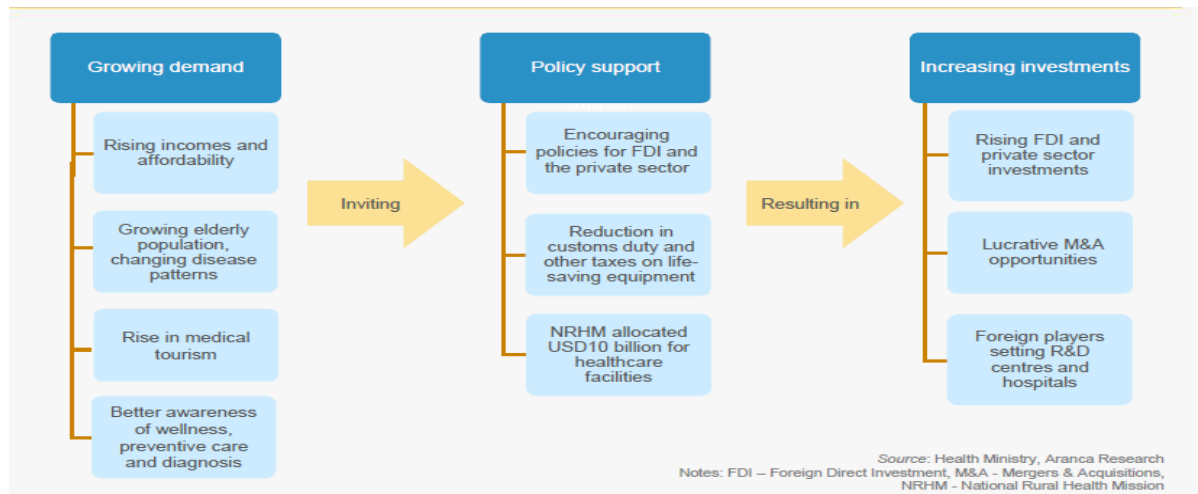 Growing demand
Rising incomes and
affordability
Growing elderly
population,
changing disease
patterns
Rise in medical
tourism
Better awareness
of wellness,
preventive care
and diagnosis
Inviting
Policy support
Encouraging
policies for FDI and
the private sector
Reduction in
customs duty and
other taxes on life-
saving equipment
NRHM allocated
USD10 billion for
healthcare
facilities
Resulting in
Increasing investments
Rising FDI and
private sector
investments
Lucrative M&A
opportunities
Foreign players
setting R&D
centres and
hospitals
Source: Health Ministry, Aranca Research
Notes: FDI – Foreign Direct Investment, M&A - Mergers & Acquisitions,
NRHM - National Rural Health Mission